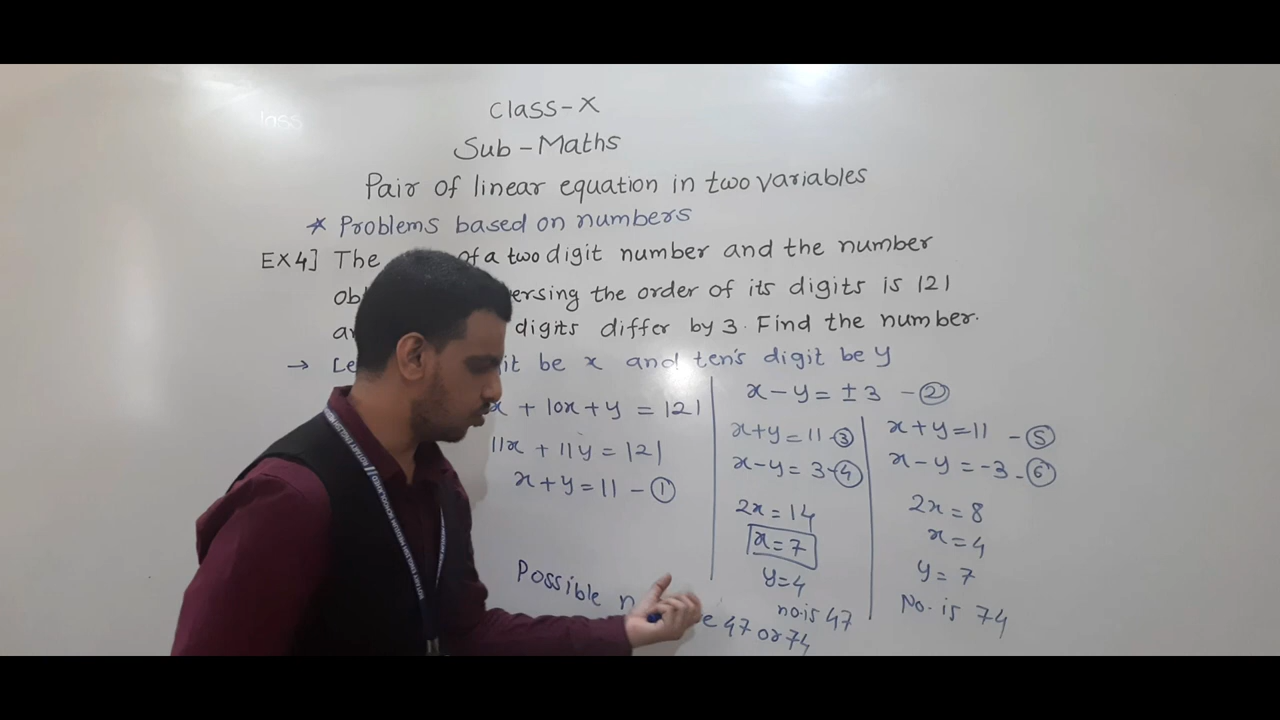 Class-X
Sub-Maths
Pair of linear equation in two variables
* Problems based on numbers
Ex4] The of a two digit number and the number
ob ersing the order of its digits is 121
digits differ by 3. Find the number.
→ Le it be x and ten's digit be y
x + 10x + y = 121
11x + 11y = 121
x + y = 11 - ①
x - y = ± 3 - ②
x + y = 11 - ③
x - y = 3 - ④
2x = 14
x = 7
y = 4
no. is 47
x + y = 11 - ⑤
x - y = -3 - ⑥
2x = 8
x = 4
y = 7
No. is 74
Possible n e 47 or 74